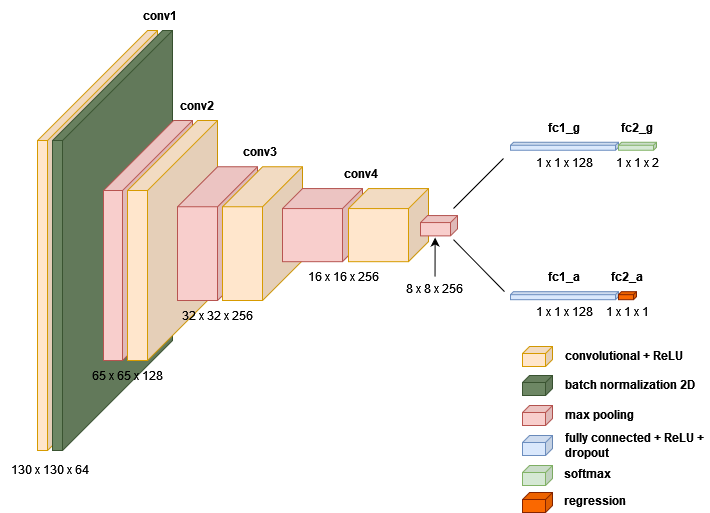 conv1
conv2
conv3
conv4
fc1_g
fc2_g
1 x 1 x 128
1 x 1 x 2
8 x 8 x 256
16 x 16 x 256
32 x 32 x 256
65 x 65 x 128
130 x 130 x 64
fc1_a
fc2_a
1 x 1 x 128
1 x 1 x 1
convolutional + ReLU
batch normalization 2D
max pooling
fully connected + ReLU +
dropout
softmax
regression